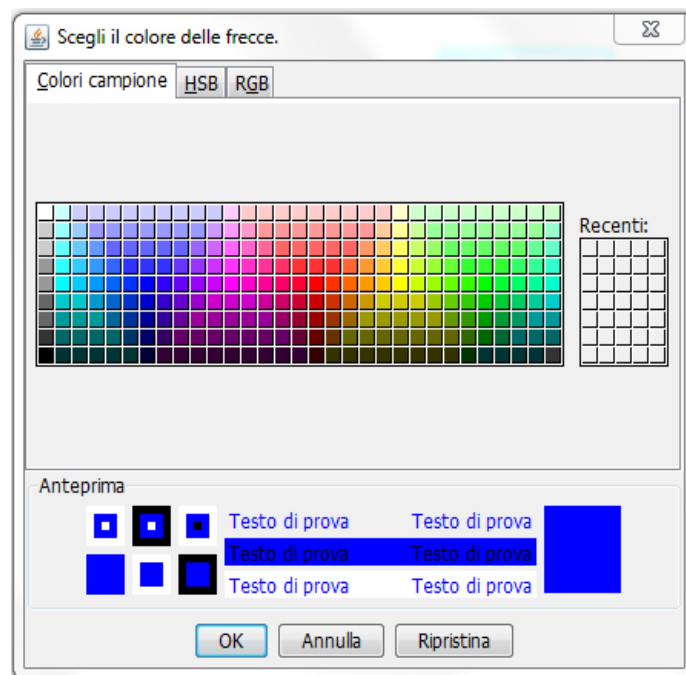 Scegli il colore delle frecce.
Colori campione HSB RGB
Recenti:
Anteprima
Testo di prova Testo di prova
Testo di prova Testo di prova
Testo di prova Testo di prova
OK Annulla Ripristina